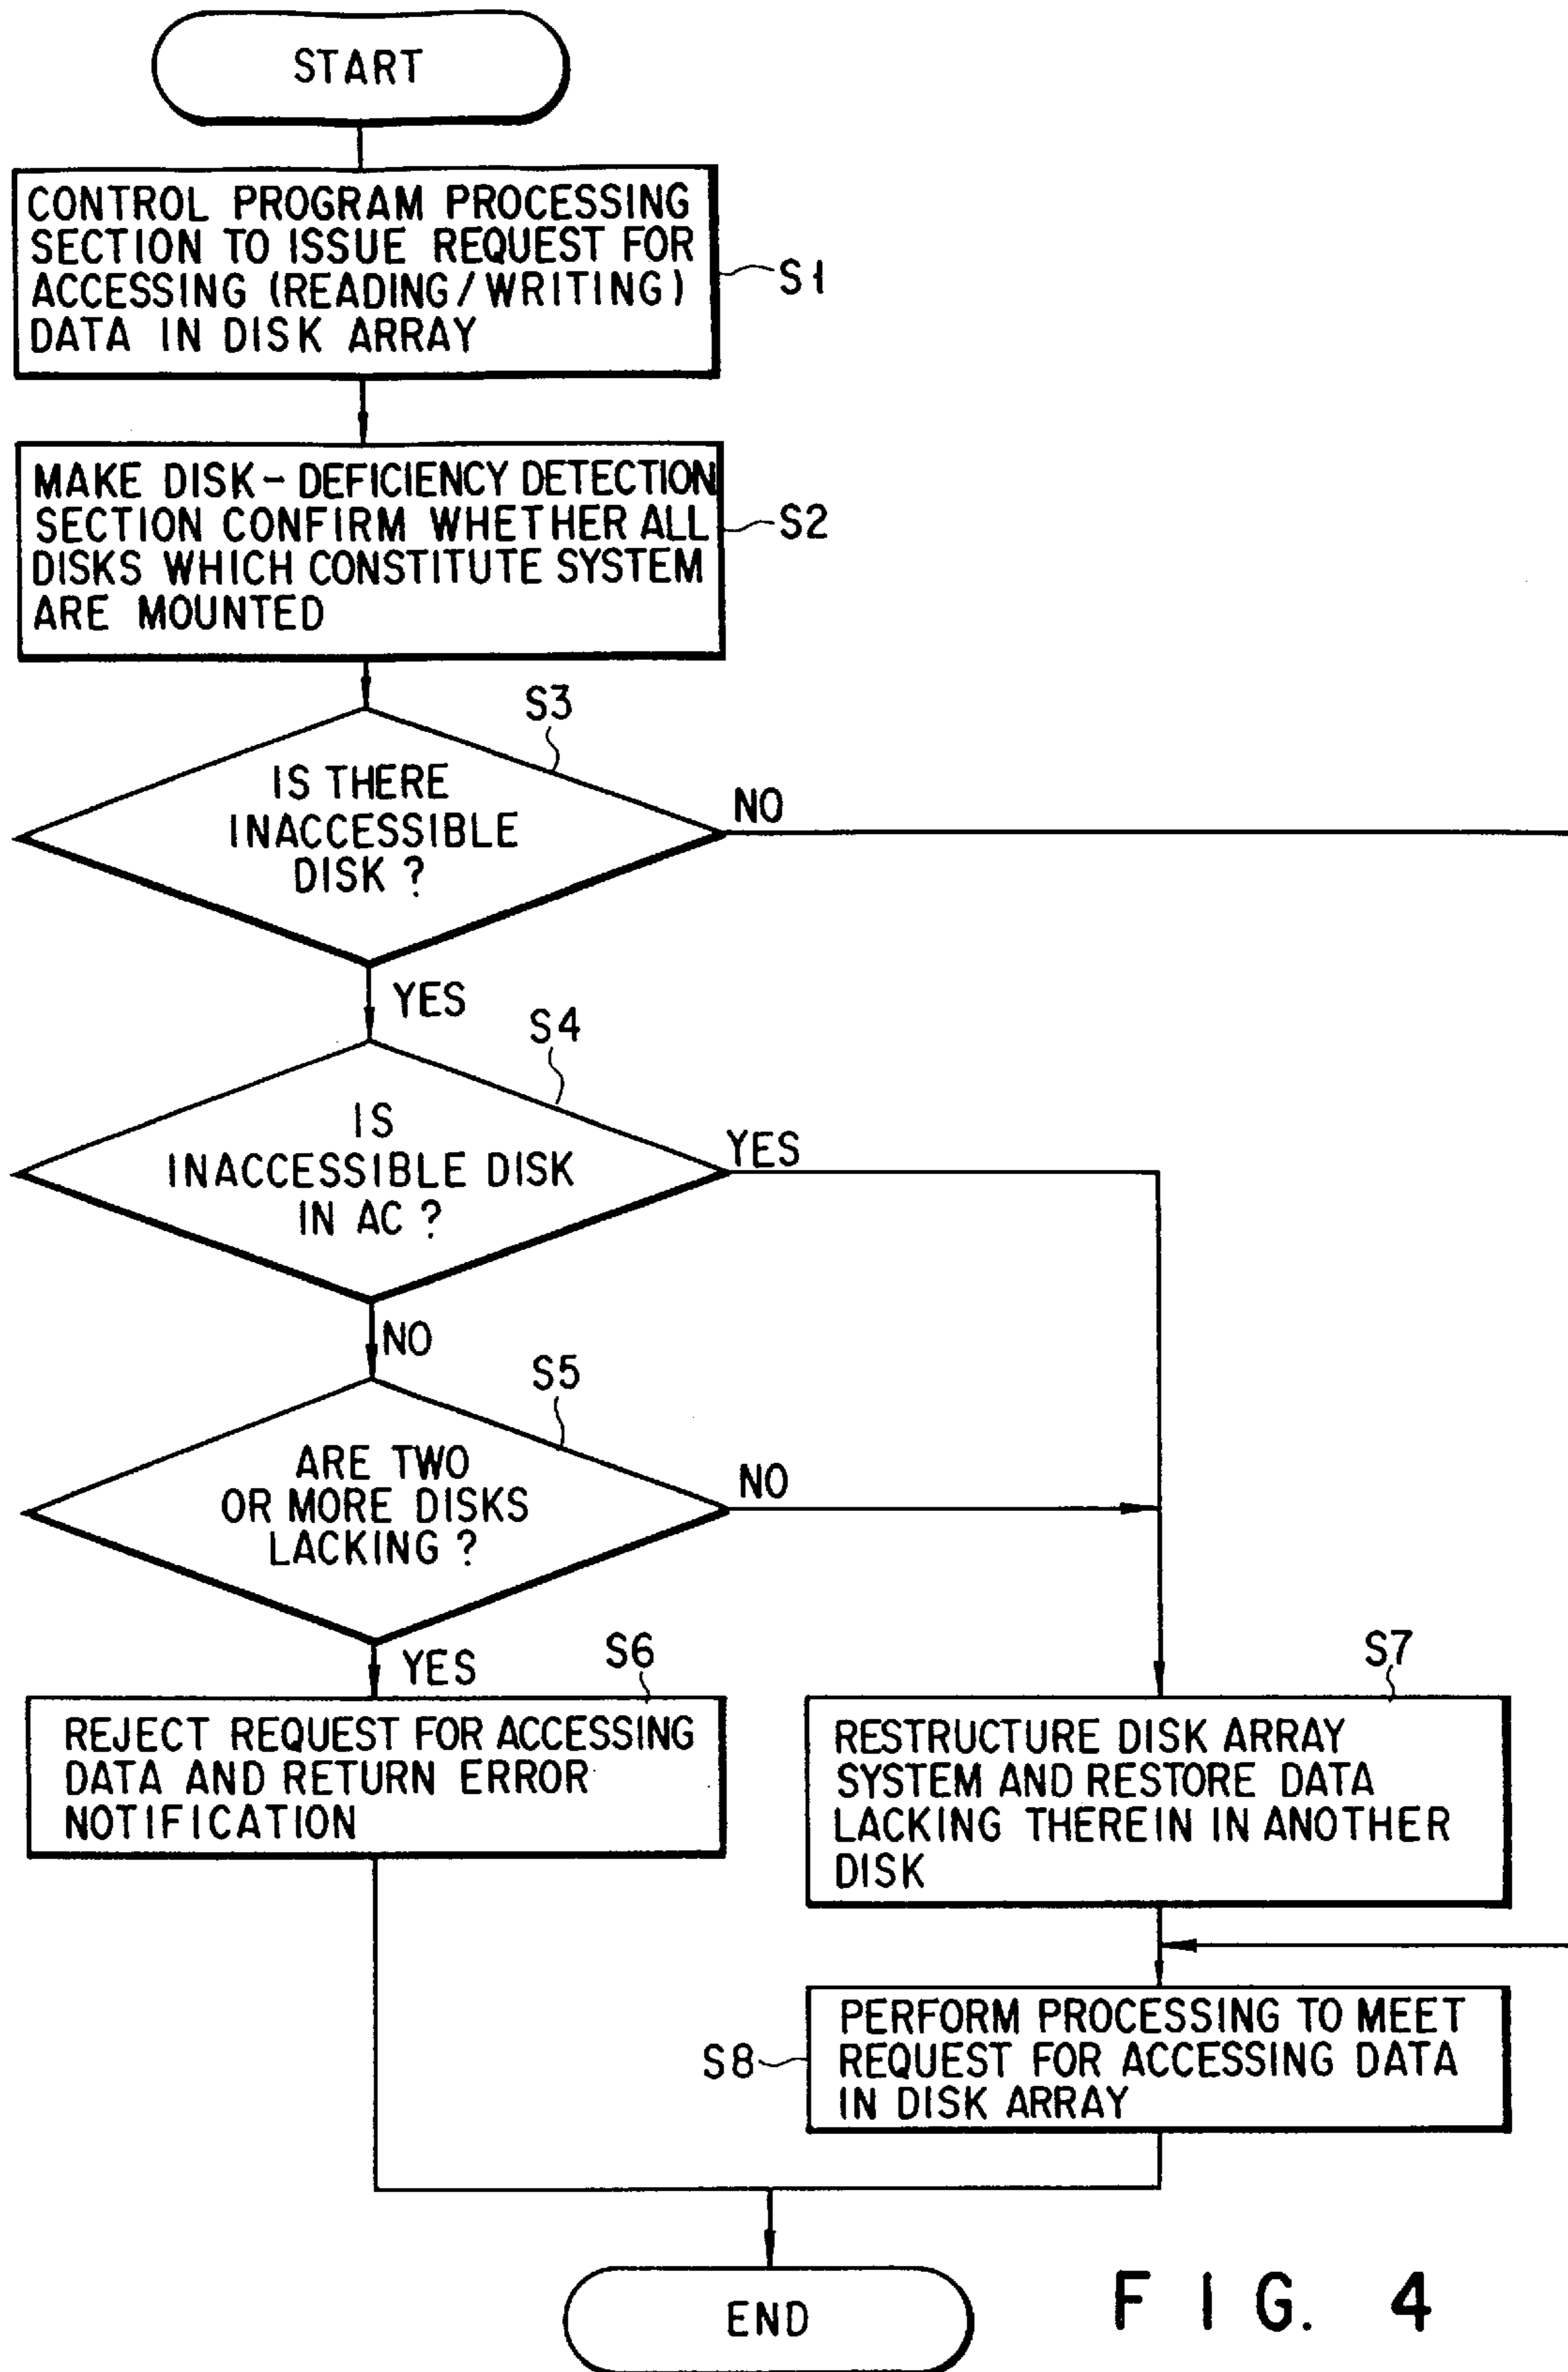 START
CONTROL PROGRAM PROCESSING
SECTION TO ISSUE REQUEST FOR
ACCESSING (READING/WRITING)
DATA IN DISK ARRAY
S1
MAKE DISK-DEFICIENCY DETECTION
SECTION CONFIRM WHETHER ALL
DISKS WHICH CONSTITUTE SYSTEM
ARE MOUNTED
S2
S3
IS THERE
INACCESSIBLE
DISK ?
NO
YES
S4
IS
INACCESSIBLE DISK
IN AC ?
YES
NO
S5
ARE TWO
OR MORE DISKS
LACKING ?
NO
YES
S6
REJECT REQUEST FOR ACCESSING
DATA AND RETURN ERROR
NOTIFICATION
S7
RESTRUCTURE DISK ARRAY
SYSTEM AND RESTORE DATA
LACKING THEREIN IN ANOTHER
DISK
S8
PERFORM PROCESSING TO MEET
REQUEST FOR ACCESSING DATA
IN DISK ARRAY
END
FIG. 4